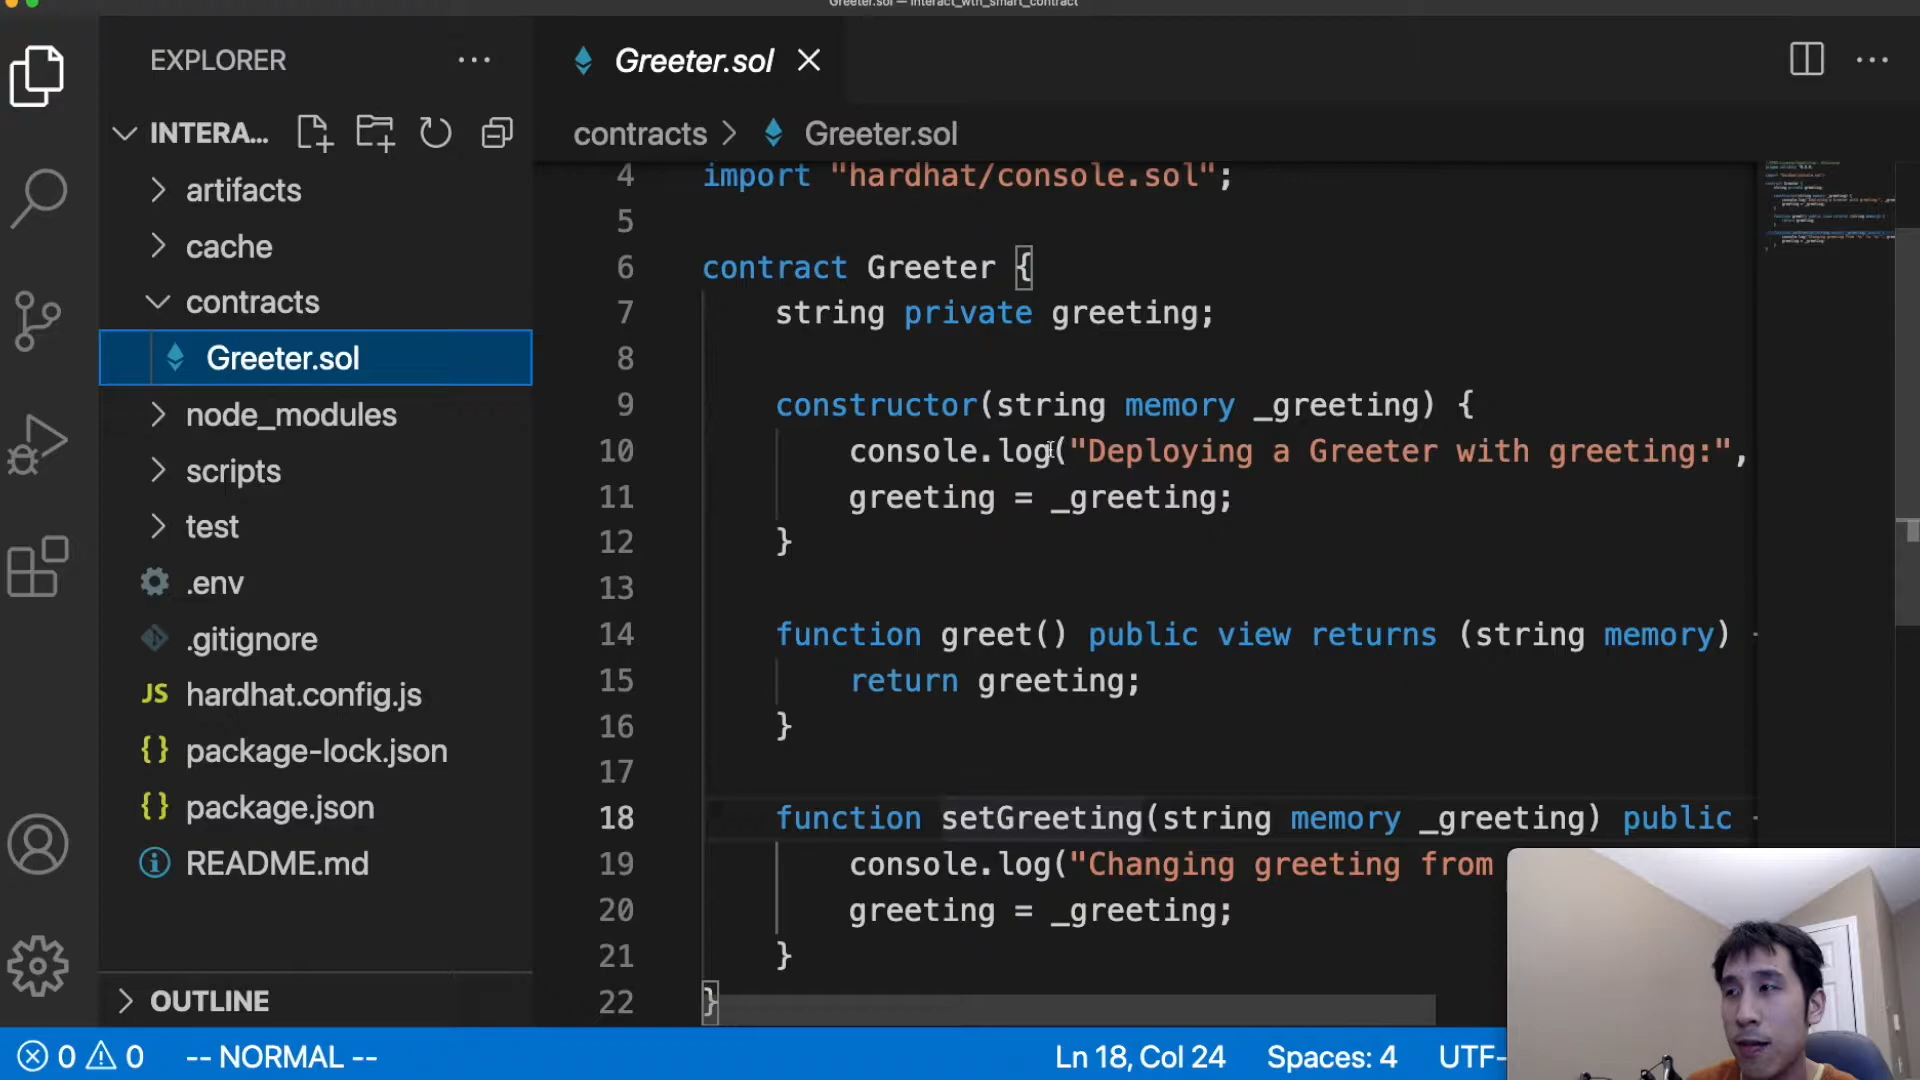 Greeter.sol — interact_wth_smart_contract
EXPLORER
INTERA...
artifacts
cache
contracts
Greeter.sol
node_modules
scripts
test
.env
.gitignore
JS hardhat.config.js
{} package-lock.json
{} package.json
README.md
OUTLINE
Greeter.sol
contracts > Greeter.sol
4 import "hardhat/console.sol";
5
6 contract Greeter {
7 string private greeting;
8
9 constructor(string memory _greeting) {
10 console.log("Deploying a Greeter with greeting:",
11 greeting = _greeting;
12 }
13
14 function greet() public view returns (string memory)
15 return greeting;
16 }
17
18 function setGreeting(string memory _greeting) public
19 console.log("Changing greeting from
20 greeting = _greeting;
21 }
22 }
0 0 -- NORMAL -- Ln 18, Col 24 Spaces: 4 UTF-